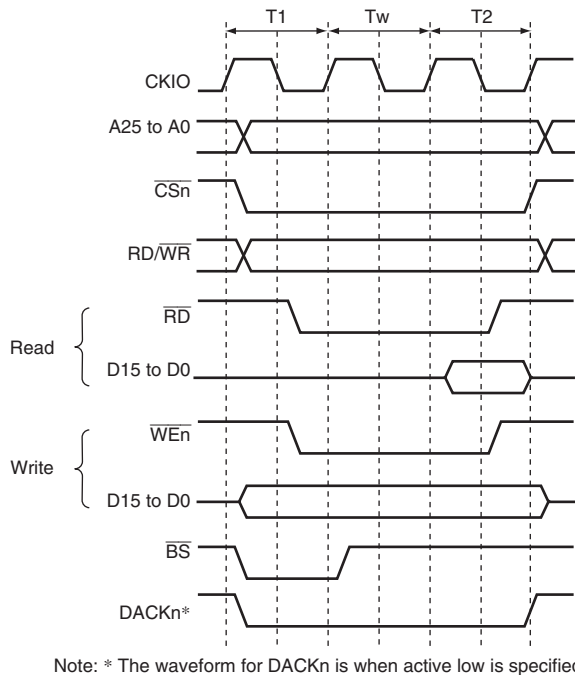 T1 Tw T2
CKIO
A25 to A0
CSn
RD/WR
Read
RD
D15 to D0
Write
WEn
D15 to D0
BS
DACKn*
Note: * The waveform for DACKn is when active low is specified